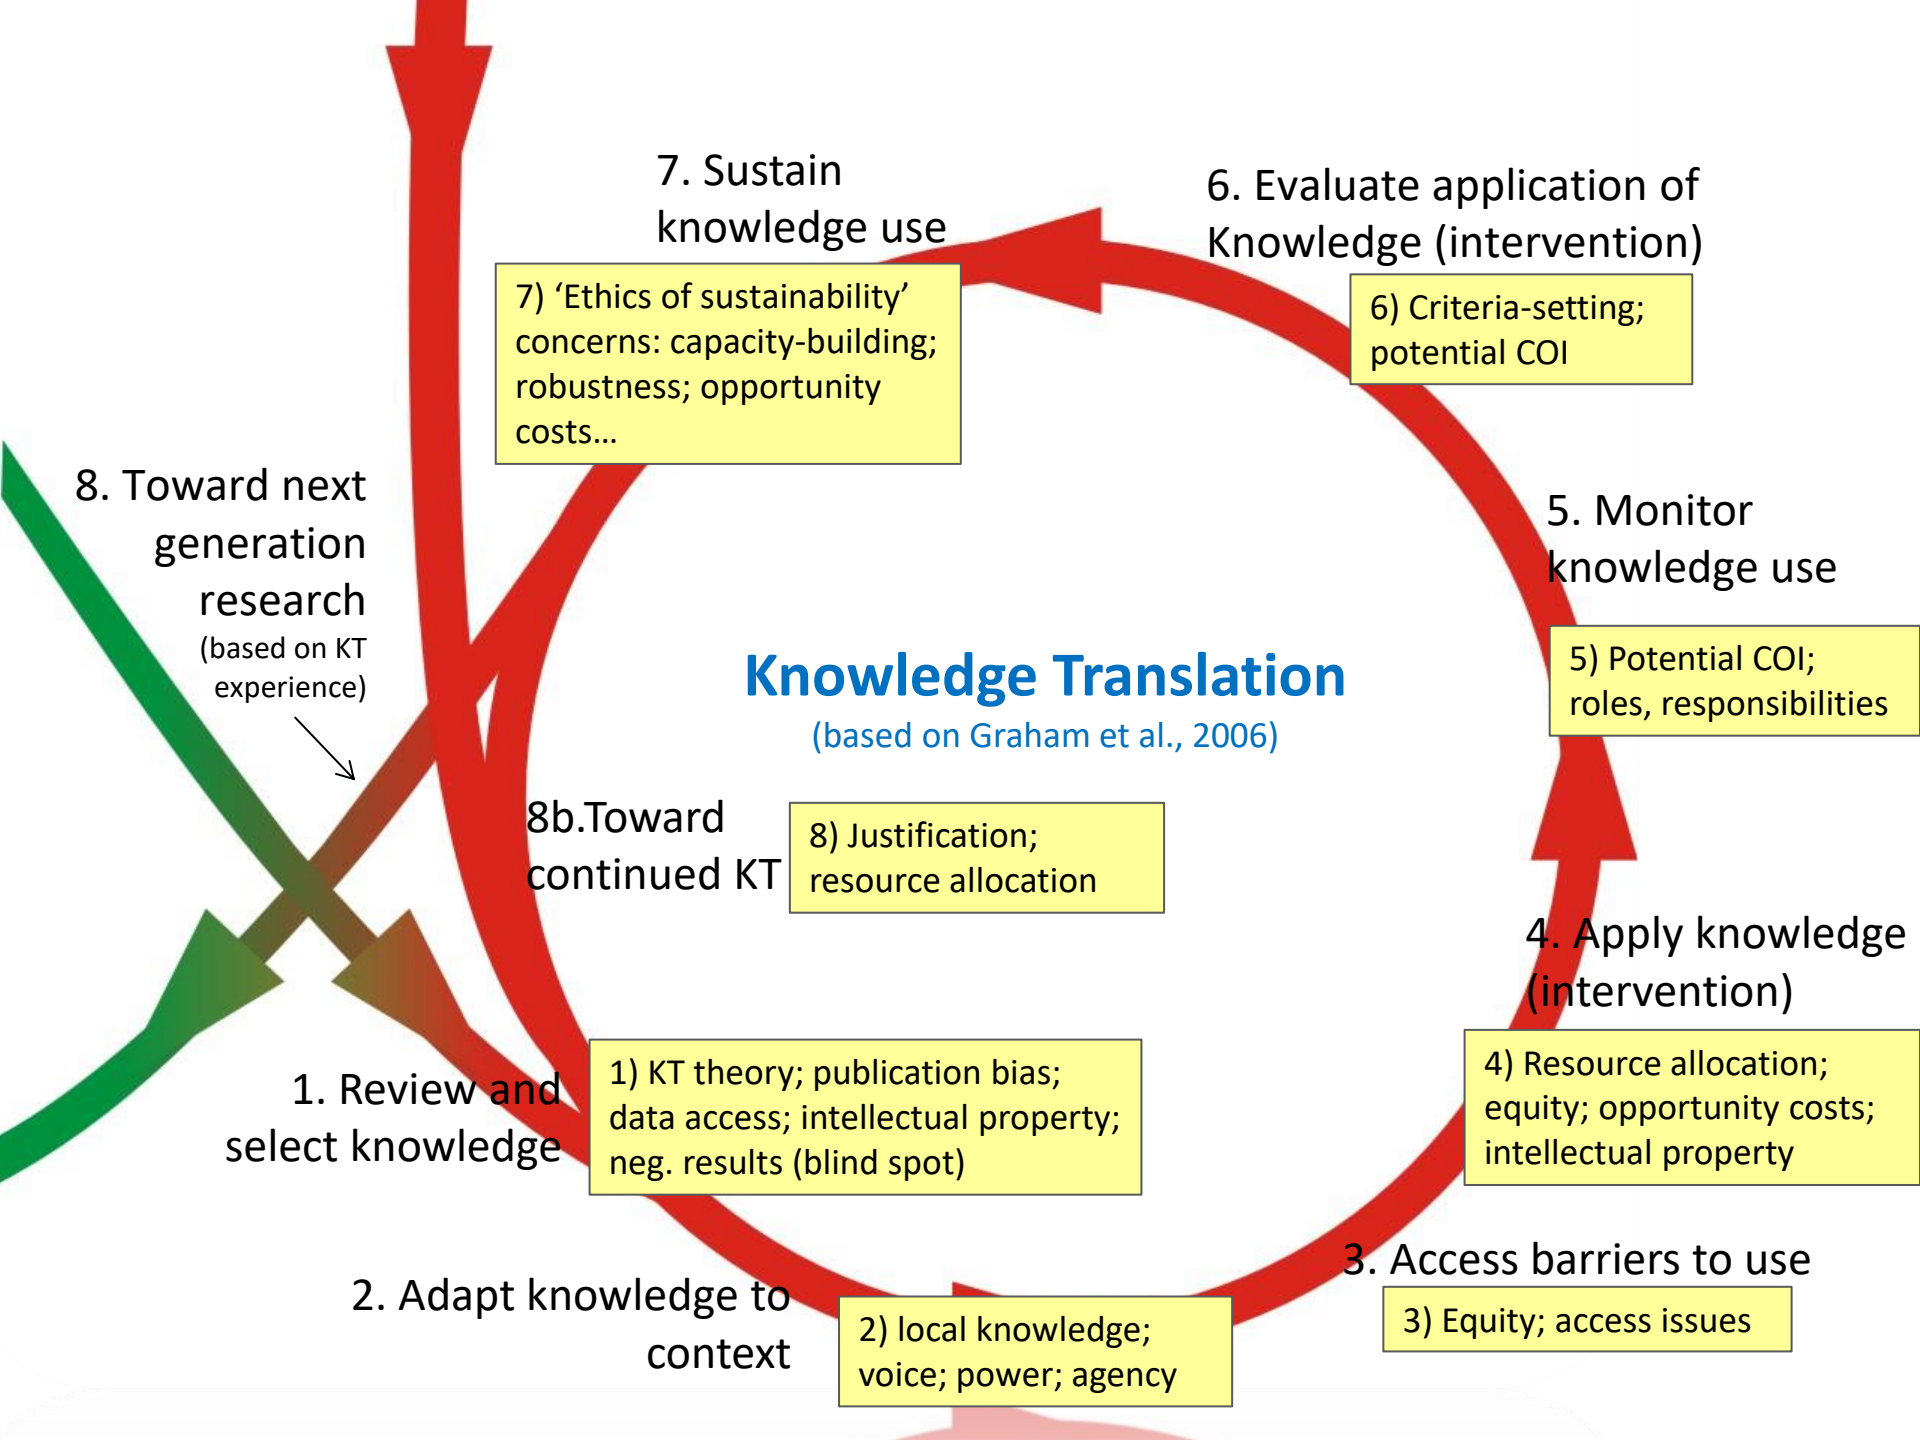 7. Sustain
knowledge use
7) ‘Ethics of sustainability’
concerns: capacity-building;
robustness; opportunity
costs…
6. Evaluate application of
Knowledge (intervention)
6) Criteria-setting;
potential COI
8. Toward next
generation
research
(based on KT
experience)
5. Monitor
knowledge use
5) Potential COI;
roles, responsibilities
Knowledge Translation
(based on Graham et al., 2006)
8b.Toward
continued KT
8) Justification;
resource allocation
4. Apply knowledge
(intervention)
4) Resource allocation;
equity; opportunity costs;
intellectual property
1. Review and
select knowledge
1) KT theory; publication bias;
data access; intellectual property;
neg. results (blind spot)
3. Access barriers to use
3) Equity; access issues
2. Adapt knowledge to
context
2) local knowledge;
voice; power; agency